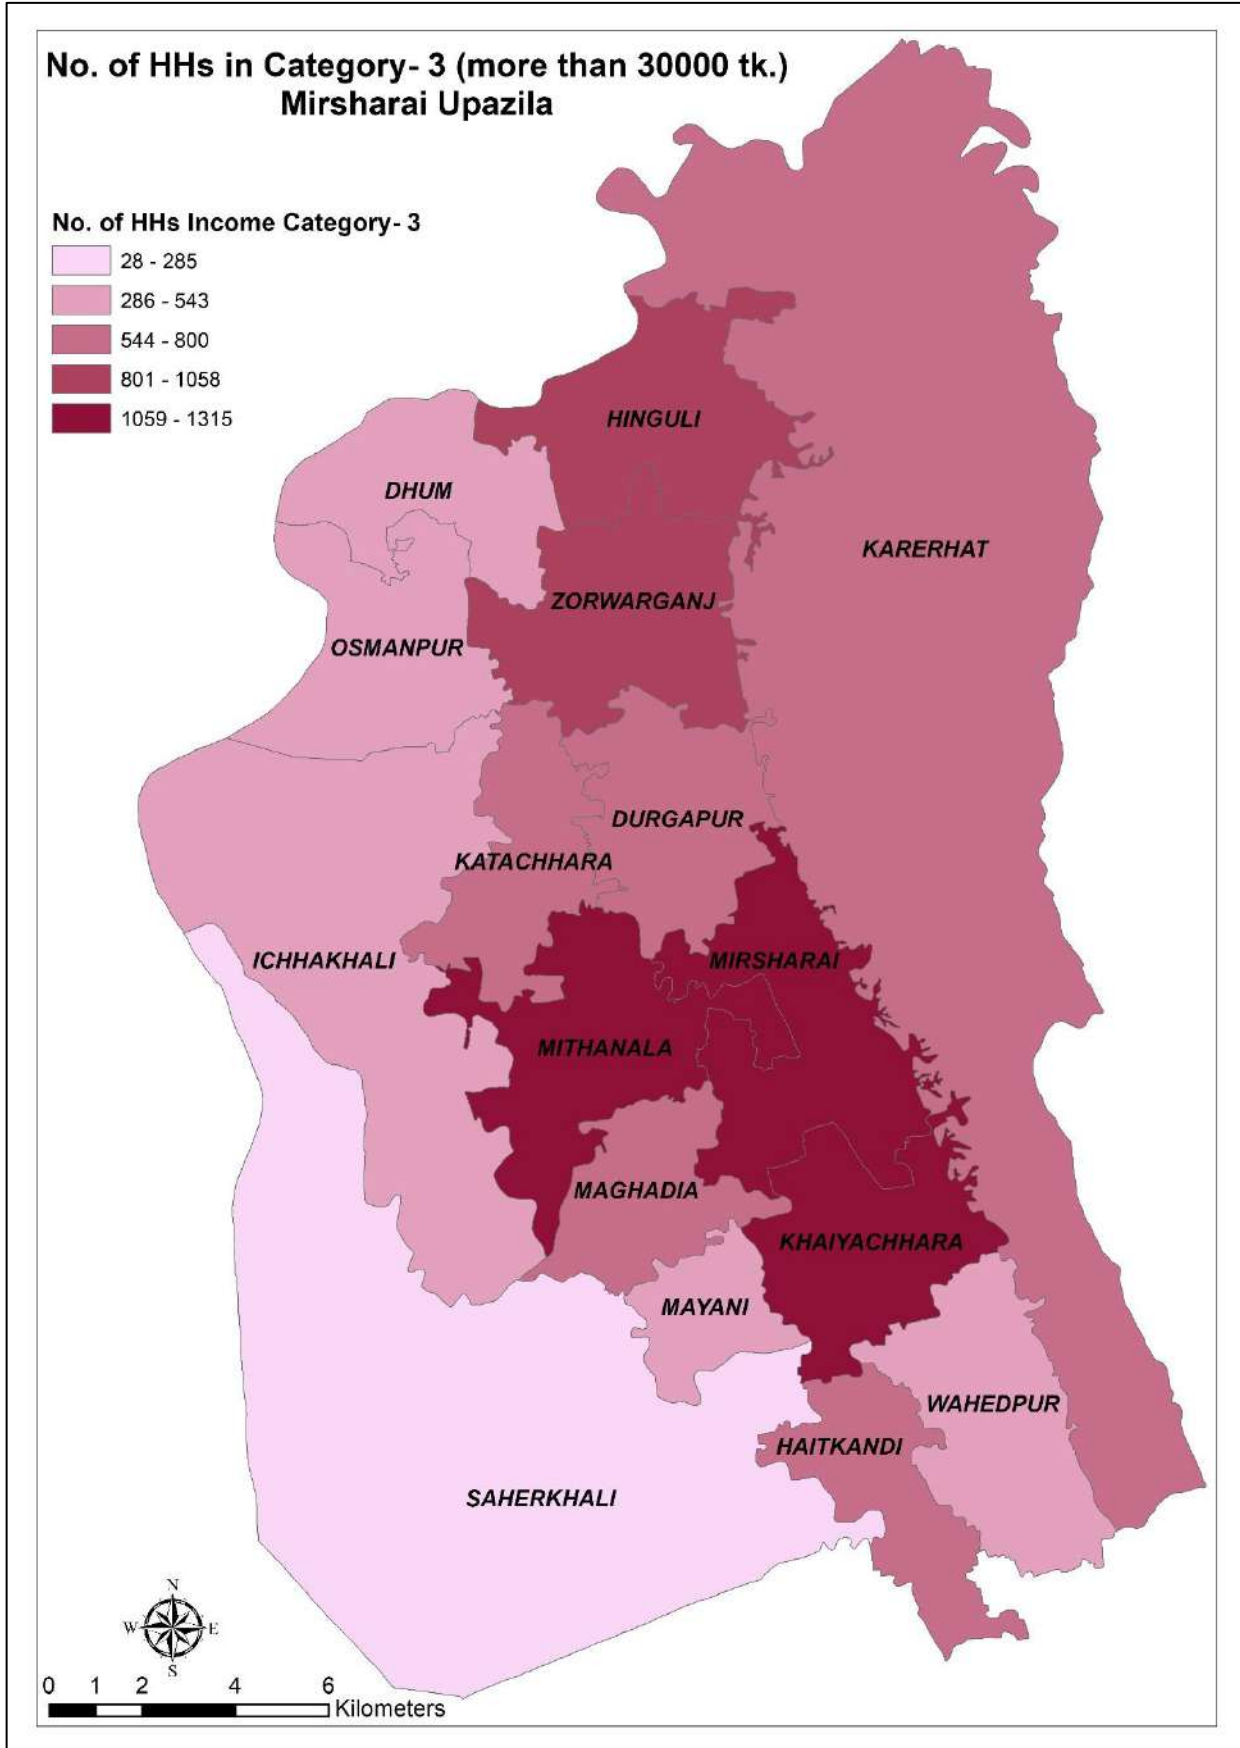 No. of HHs in Category- 3 (more than 30000 tk.)
Mirsharai Upazila
No. of HHs Income Category- 3
28 - 285
286 - 543
544 - 800
801 - 1058
1059 - 1315
HINGULI
DHUM
KARERHAT
ZORWARGANJ
OSMANPUR
DURGAPUR
KATACHHARA
ICHHAKHALI
MIRSHARAI
MITHANALA
MAGHADIA
KHAIYACHHARA
MAYANI
WAHEDPUR
HAITKANDI
SAHERKHALI
N
W E
S
0 1 2 4 6
Kilometers